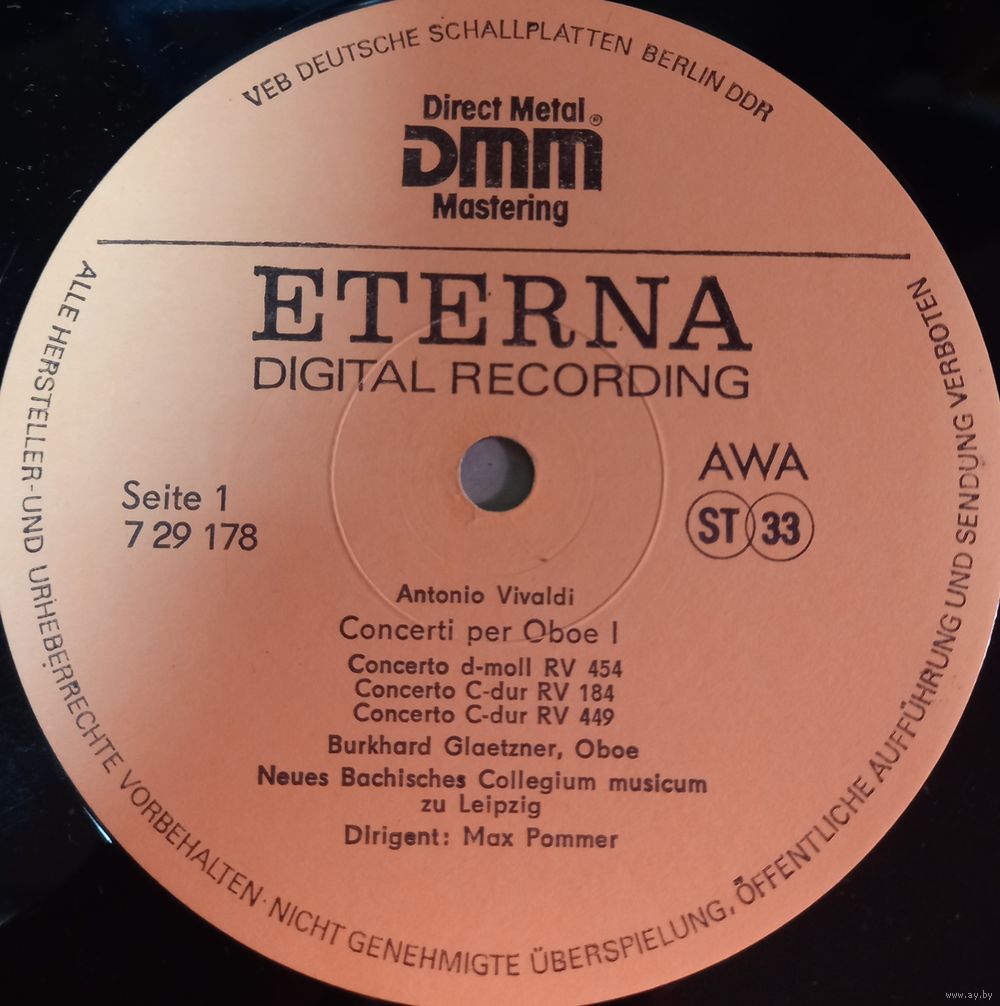 VEB DEUTSCHE SCHALLPLATTEN BERLIN DDR
Direct Metal ®
DMM
Mastering
ETERNA
DIGITAL RECORDING
AWA
ST 33
Seite 1
7 29 178
Antonio Vivaldi
Concerti per Oboe I
Concerto d-moll RV 454
Concerto C-dur RV 184
Concerto C-dur RV 449
Burkhard Glaetzner, Oboe
Neues Bachisches Collegium musicum
zu Leipzig
Dirigent: Max Pommer
ALLE HERSTELLER-UND URHEBERRECHTE VORBEHALTEN · NICHT GENEHMIGTE ÜBERSPIELUNG, ÖFFENTLICHE AUFFÜHRUNG UND SENDUNG VERBOTEN
www.ay.by